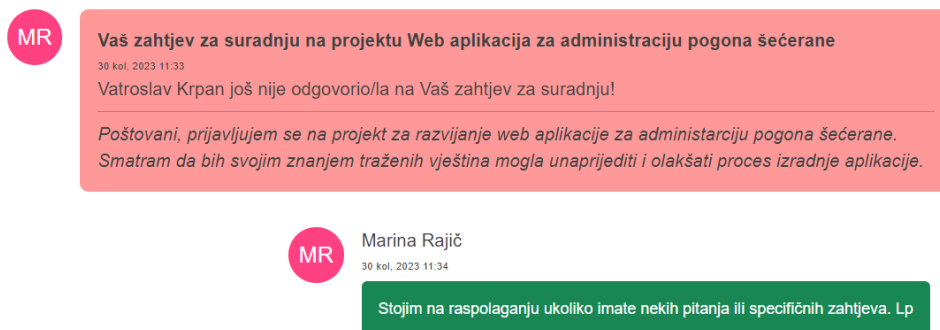 MR
Vaš zahtjev za suradnju na projektu Web aplikacija za administraciju pogona šećerane
30 kol, 2023 11:33
Vatroslav Krpan još nije odgovorio/la na Vaš zahtjev za suradnju!
Poštovani, prijavljujem se na projekt za razvijanje web aplikacije za administarciju pogona šećerane.
Smatram da bih svojim znanjem traženih vještina mogla unaprijediti i olakšati proces izradnje aplikacije.
MR
Marina Rajič
30 kol, 2023 11:34
Stojim na raspolaganju ukoliko imate nekih pitanja ili specifičnih zahtjeva. Lp